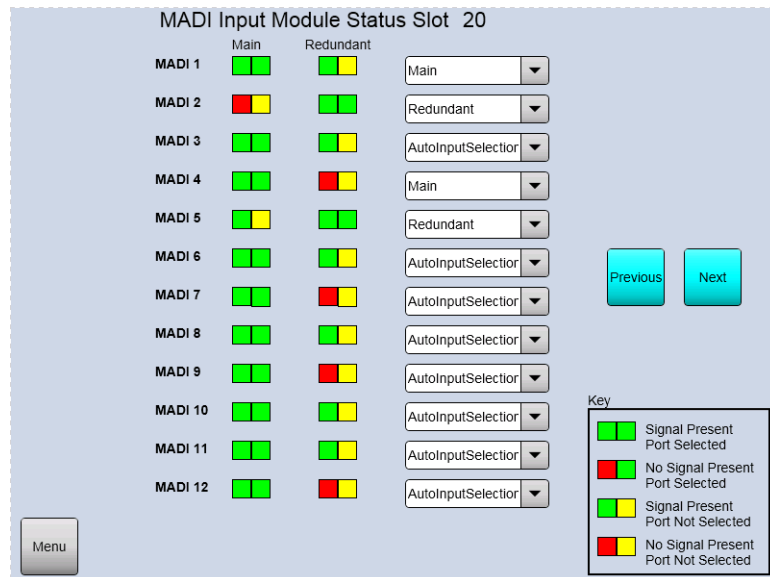 MADI Input Module Status Slot 20
Main Redundant
MADI 1 Main
MADI 2 Redundant
MADI 3 AutoInputSelection
MADI 4 Main
MADI 5 Redundant
MADI 6 AutoInputSelection
Previous Next
MADI 7 AutoInputSelection
MADI 8 AutoInputSelection
MADI 9 AutoInputSelection
MADI 10 AutoInputSelection
MADI 11 AutoInputSelection
MADI 12 AutoInputSelection
Key
Signal Present
Port Selected
No Signal Present
Port Selected
Signal Present
Port Not Selected
No Signal Present
Port Not Selected
Menu